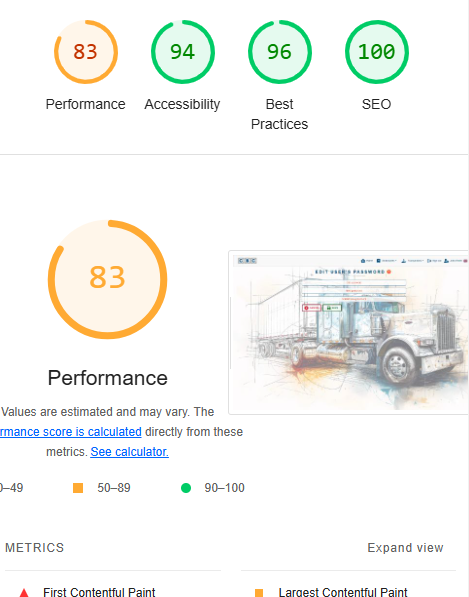 83
94
96
100
Performance
Accessibility
Best
Practices
SEO
83
CBC
EDIT USER'S PASSWORD
Performance
Values are estimated and may vary. The
rmance score is calculated directly from these
metrics. See calculator.
0–49
50–89
90–100
METRICS
Expand view
First Contentful Paint
Largest Contentful Paint